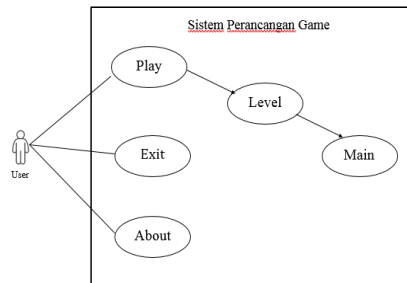 Sistem Perancangan Game
Play
Level
Exit
Main
User
About